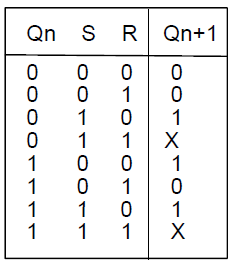 Qn S R Qn+1
0 0 0 0
0 0 1 0
0 1 0 1
0 1 1 X
1 0 0 1
1 0 1 0
1 1 0 1
1 1 1 X